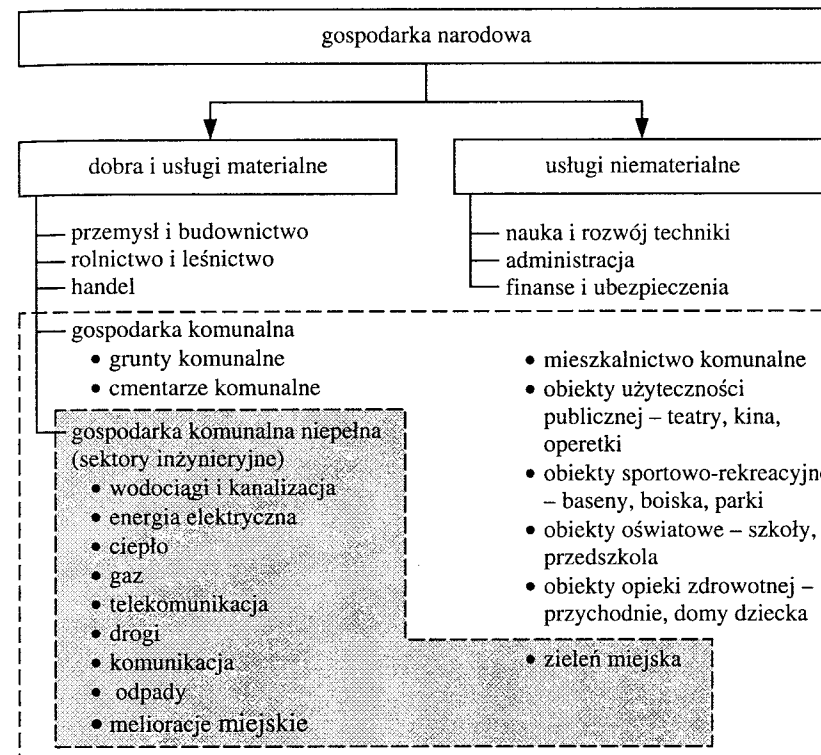 gospodarka narodowa
dobra i usługi materialne
usługi niematerialne
przemysł i budownictwo
rolnictwo i leśnictwo
handel
nauka i rozwój techniki
administracja
finanse i ubezpieczenia
gospodarka komunalna
• grunty komunalne
• cmentarze komunalne
gospodarka komunalna niepełna
(sektory inżynieryjne)
• wodociągi i kanalizacja
• energia elektryczna
• ciepło
• gaz
• telekomunikacja
• drogi
• komunikacja
• odpady
• melioracje miejskie
• mieszkalnictwo komunalne
• obiekty użyteczności
publicznej – teatry, kina,
operetki
• obiekty sportowo-rekreacyjne
– baseny, boiska, parki
• obiekty oświatowe – szkoły,
przedszkola
• obiekty opieki zdrowotnej –
przychodnie, domy dziecka
• zieleń miejska